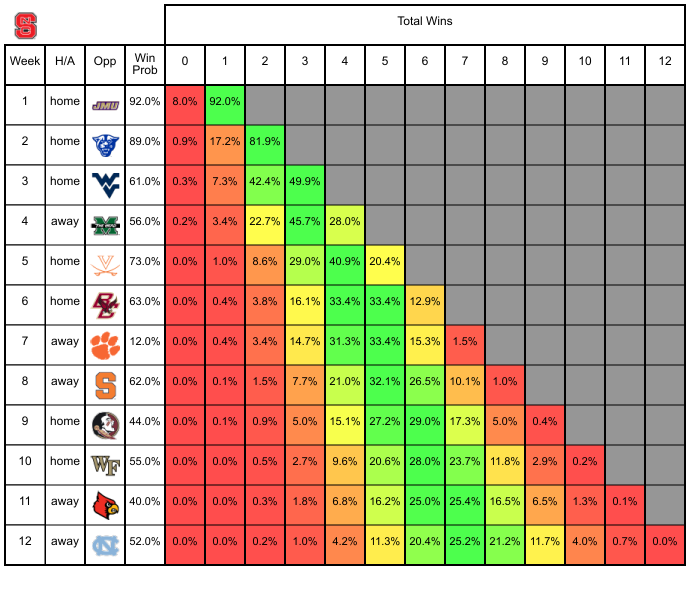 Total Wins
Week H/A Opp Win Prob 0 1 2 3 4 5 6 7 8 9 10 11 12
1 home JMU 92.0% 8.0% 92.0%
2 home 89.0% 0.9% 17.2% 81.9%
3 home WV 61.0% 0.3% 7.3% 42.4% 49.9%
4 away M THE HERD 56.0% 0.2% 3.4% 22.7% 45.7% 28.0%
5 home V 73.0% 0.0% 1.0% 8.6% 29.0% 40.9% 20.4%
6 home BC 63.0% 0.0% 0.4% 3.8% 16.1% 33.4% 33.4% 12.9%
7 away 12.0% 0.0% 0.4% 3.4% 14.7% 31.3% 33.4% 15.3% 1.5%
8 away S 62.0% 0.0% 0.1% 1.5% 7.7% 21.0% 32.1% 26.5% 10.1% 1.0%
9 home 44.0% 0.0% 0.1% 0.9% 5.0% 15.1% 27.2% 29.0% 17.3% 5.0% 0.4%
10 home WF 55.0% 0.0% 0.0% 0.5% 2.7% 9.6% 20.6% 28.0% 23.7% 11.8% 2.9% 0.2%
11 away 40.0% 0.0% 0.0% 0.3% 1.8% 6.8% 16.2% 25.0% 25.4% 16.5% 6.5% 1.3% 0.1%
12 away NC 52.0% 0.0% 0.0% 0.2% 1.0% 4.2% 11.3% 20.4% 25.2% 21.2% 11.7% 4.0% 0.7% 0.0%